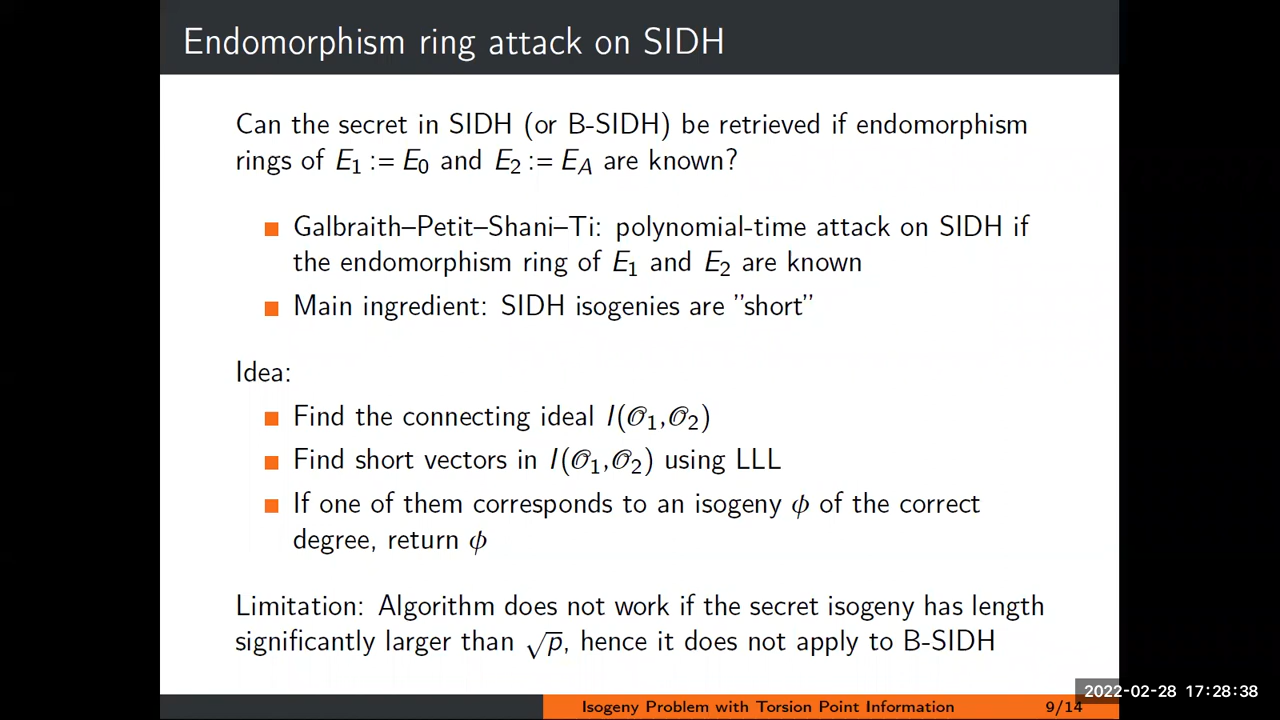 Endomorphism ring attack on SIDH
Can the secret in SIDH (or B-SIDH) be retrieved if endomorphism
rings of E₁ := E₀ and E₂ := E_A are known?
Galbraith–Petit–Shani–Ti: polynomial-time attack on SIDH if
the endomorphism ring of E₁ and E₂ are known
Main ingredient: SIDH isogenies are ”short”
Idea:
Find the connecting ideal I(𝒪₁,𝒪₂)
Find short vectors in I(𝒪₁,𝒪₂) using LLL
If one of them corresponds to an isogeny ϕ of the correct
degree, return ϕ
Limitation: Algorithm does not work if the secret isogeny has length
significantly larger than √p, hence it does not apply to B-SIDH
2022-02-28 17:28:38
Isogeny Problem with Torsion Point Information 9/14